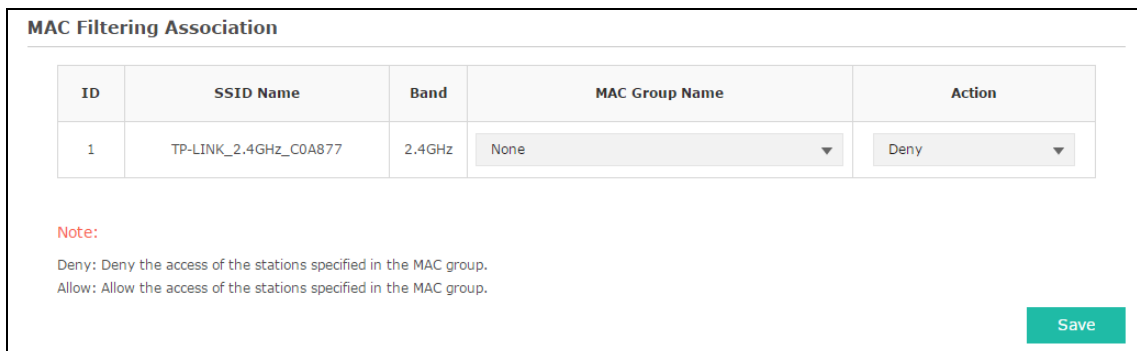 MAC Filtering Association
ID SSID Name Band MAC Group Name Action
1 TP-LINK_2.4GHz_C0A877 2.4GHz None Deny
Note:
Deny: Deny the access of the stations specified in the MAC group.
Allow: Allow the access of the stations specified in the MAC group.
Save